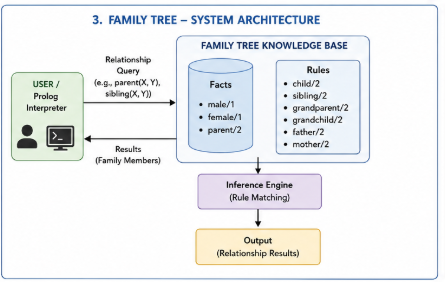 3. FAMILY TREE – SYSTEM ARCHITECTURE
Relationship
Query
(e.g., parent(X, Y),
sibling(X, Y))
USER /
Prolog
Interpreter
Results
(Family Members)
FAMILY TREE KNOWLEDGE BASE
Facts
• male/1
• female/1
• parent/2
Rules
• child/2
• sibling/2
• grandparent/2
• grandchild/2
• father/2
• mother/2
Inference Engine
(Rule Matching)
Output
(Relationship Results)